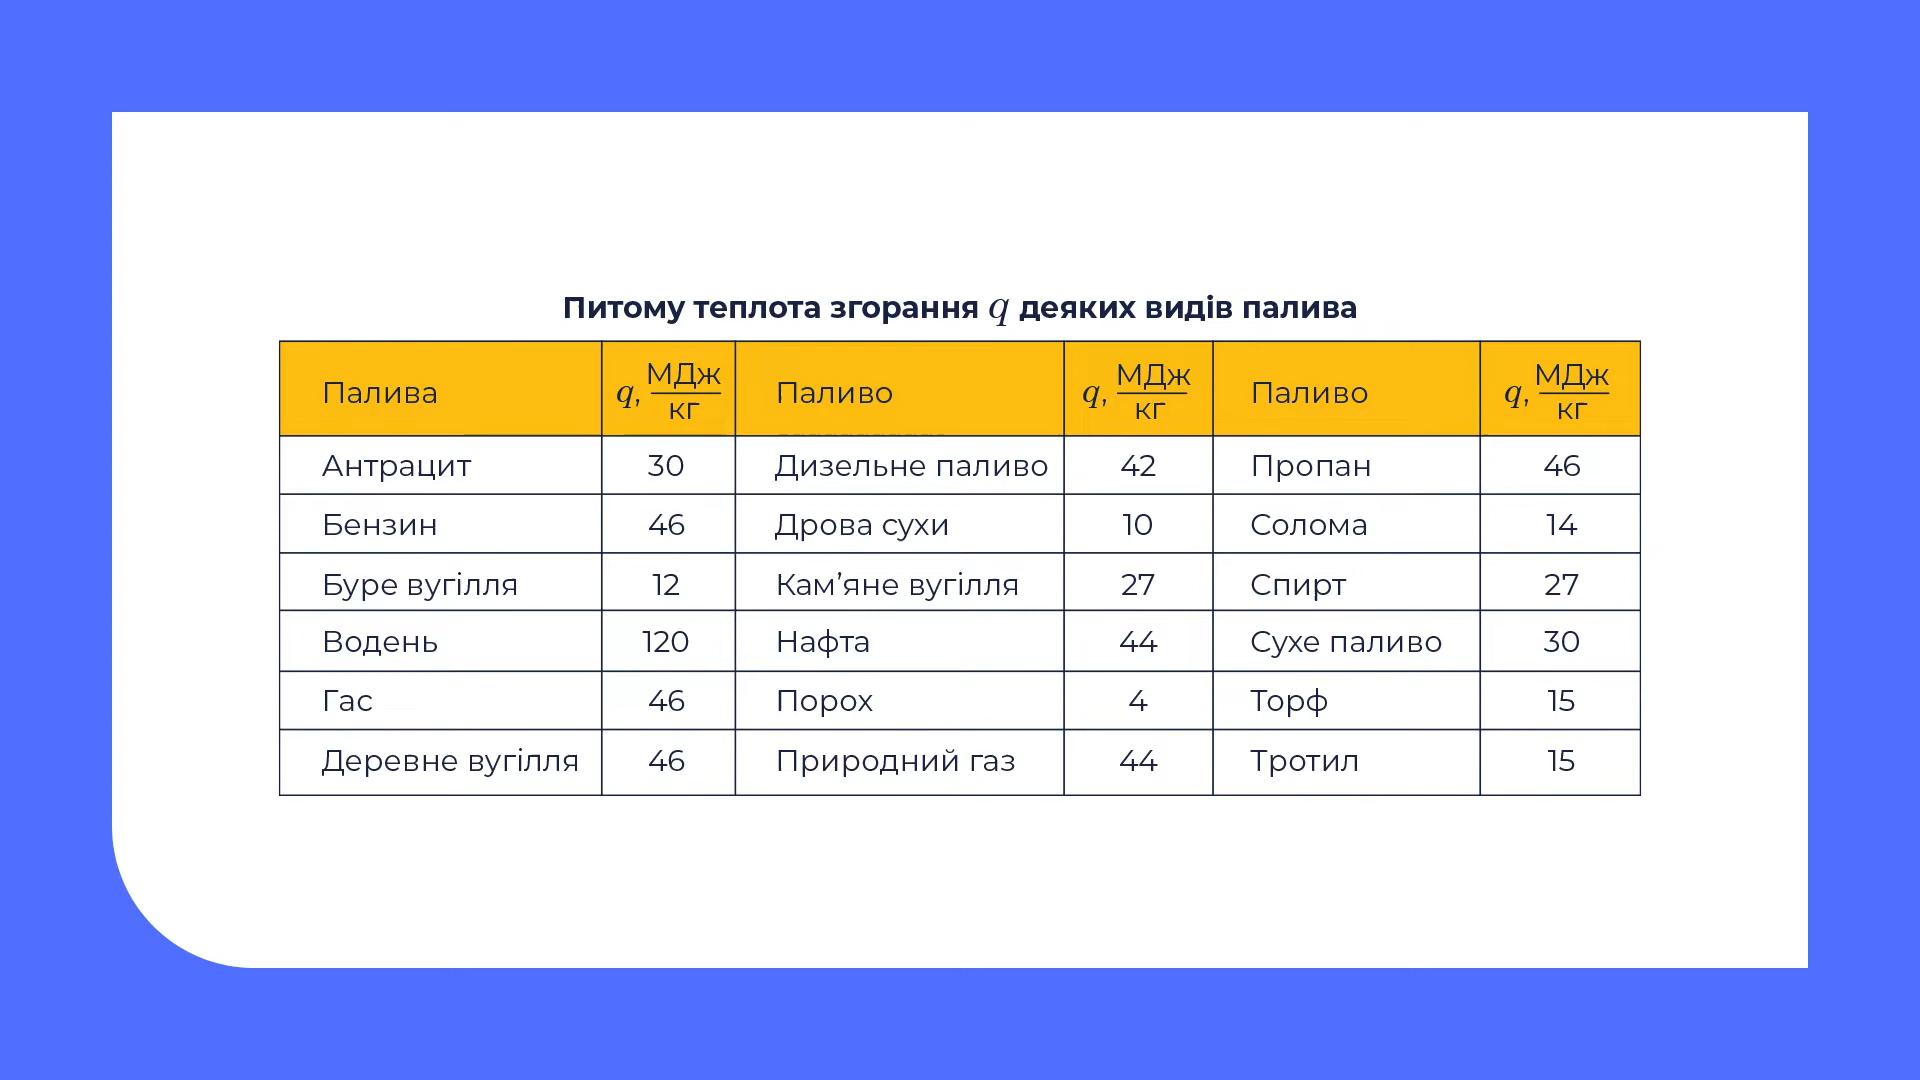 Питому теплота згорання q деяких видів палива
Палива q, МДж/кг Паливо q, МДж/кг Паливо q, МДж/кг
Антрацит 30 Дизельне паливо 42 Пропан 46
Бензин 46 Дрова сухи 10 Солома 14
Буре вугілля 12 Кам’яне вугілля 27 Спирт 27
Водень 120 Нафта 44 Сухе паливо 30
Гас 46 Порох 4 Торф 15
Деревне вугілля 46 Природний газ 44 Тротил 15